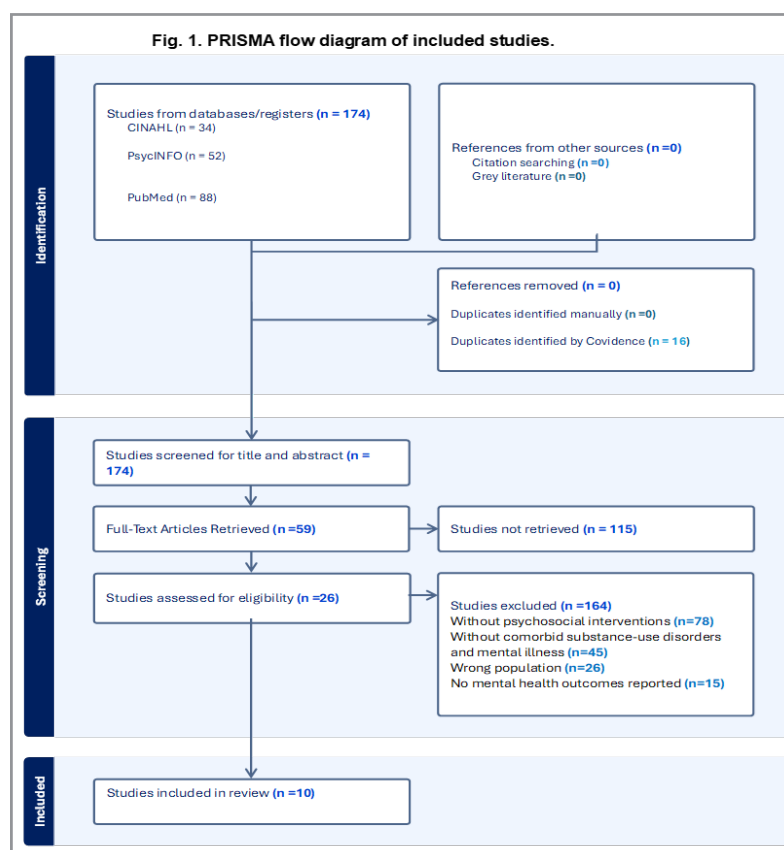 Fig. 1. PRISMA flow diagram of included studies.
Identification
Studies from databases/registers (n = 174)
CINAHL (n = 34)
PsycINFO (n = 52)
PubMed (n = 88)
References from other sources (n =0)
Citation searching (n =0)
Grey literature (n =0)
References removed (n = 0)
Duplicates identified manually (n =0)
Duplicates identified by Covidence (n = 16)
Screening
Studies screened for title and abstract (n =
174)
Full-Text Articles Retrieved (n =59)
Studies not retrieved (n = 115)
Studies assessed for eligibility (n =26)
Studies excluded (n =164)
Without psychosocial interventions (n=78)
Without comorbid substance-use disorders
and mental illness (n=45)
Wrong population (n=26)
No mental health outcomes reported (n=15)
Included
Studies included in review (n =10)